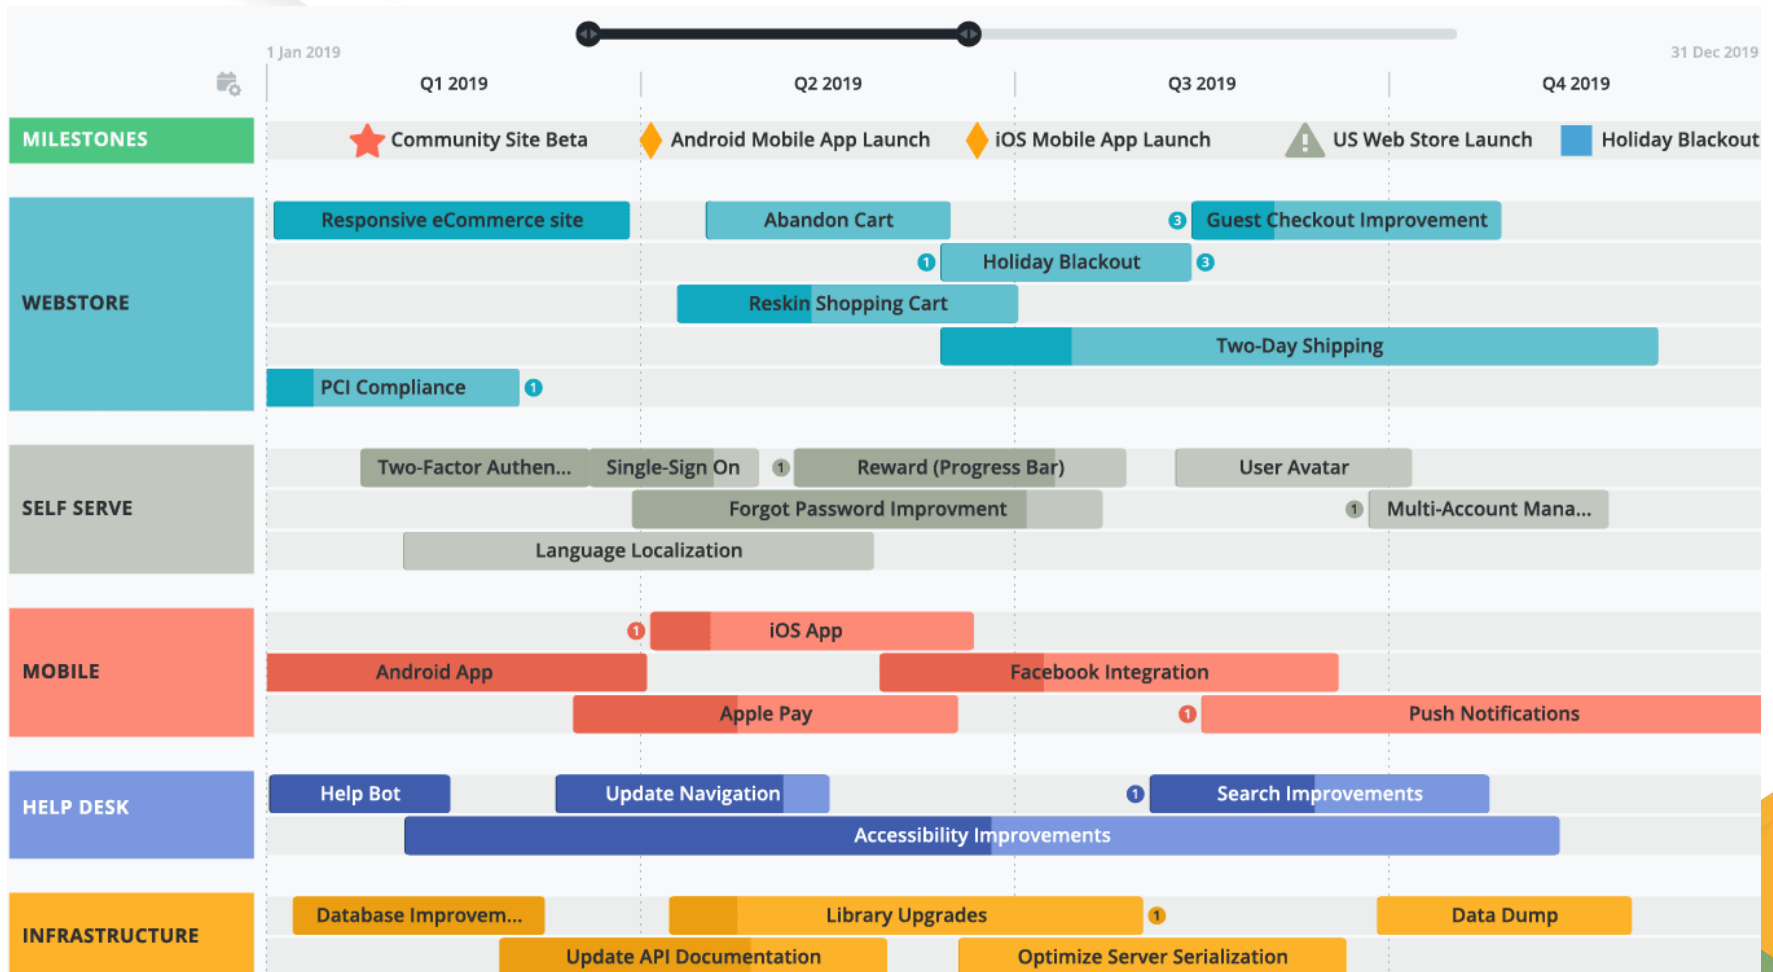 1 Jan 2019
31 Dec 2019
Q1 2019
Q2 2019
Q3 2019
Q4 2019
MILESTONES
Community Site Beta
Android Mobile App Launch
iOS Mobile App Launch
US Web Store Launch
Holiday Blackout
WEBSTORE
Responsive eCommerce site
Abandon Cart
3
Guest Checkout Improvement
1
Holiday Blackout
3
Reskin Shopping Cart
Two-Day Shipping
PCI Compliance
1
SELF SERVE
Two-Factor Authen...
Single-Sign On
1
Reward (Progress Bar)
User Avatar
Forgot Password Improvment
1
Multi-Account Mana...
Language Localization
MOBILE
1
iOS App
Android App
Facebook Integration
Apple Pay
1
Push Notifications
HELP DESK
Help Bot
Update Navigation
1
Search Improvements
Accessibility Improvements
INFRASTRUCTURE
Database Improvem...
Library Upgrades
1
Data Dump
Update API Documentation
Optimize Server Serialization